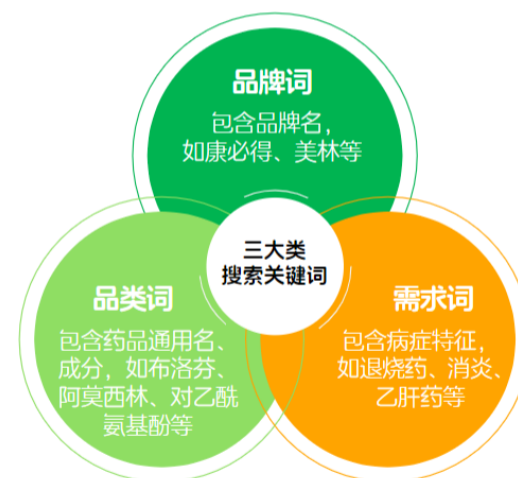 品牌词
包含品牌名，
如康必得、美林等
三大类
搜索关键词
品类词
包含药品通用名、
成分，如布洛芬、
阿莫西林、对乙酰
氨基酚等
需求词
包含病症特征，
如退烧药、消炎、
乙肝药等